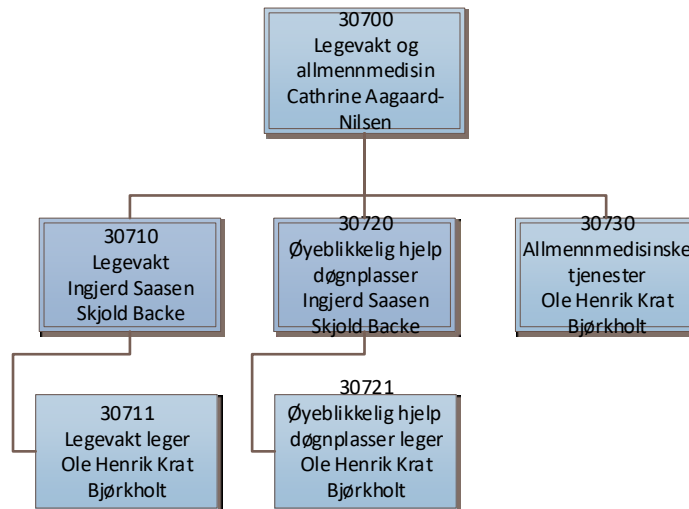 30700
Legevakt og
allmennmedisin
Cathrine Aagaard-
Nilsen
30710
Legevakt
Ingjerd Saasen
Skjold Backe
30720
Øyeblikkelig hjelp
døgnplasser
Ingjerd Saasen
Skjold Backe
30730
Allmennmedisinske
tjenester
Ole Henrik Krat
Bjørkholt
30711
Legevakt leger
Ole Henrik Krat
Bjørkholt
30721
Øyeblikkelig hjelp
døgnplasser leger
Ole Henrik Krat
Bjørkholt